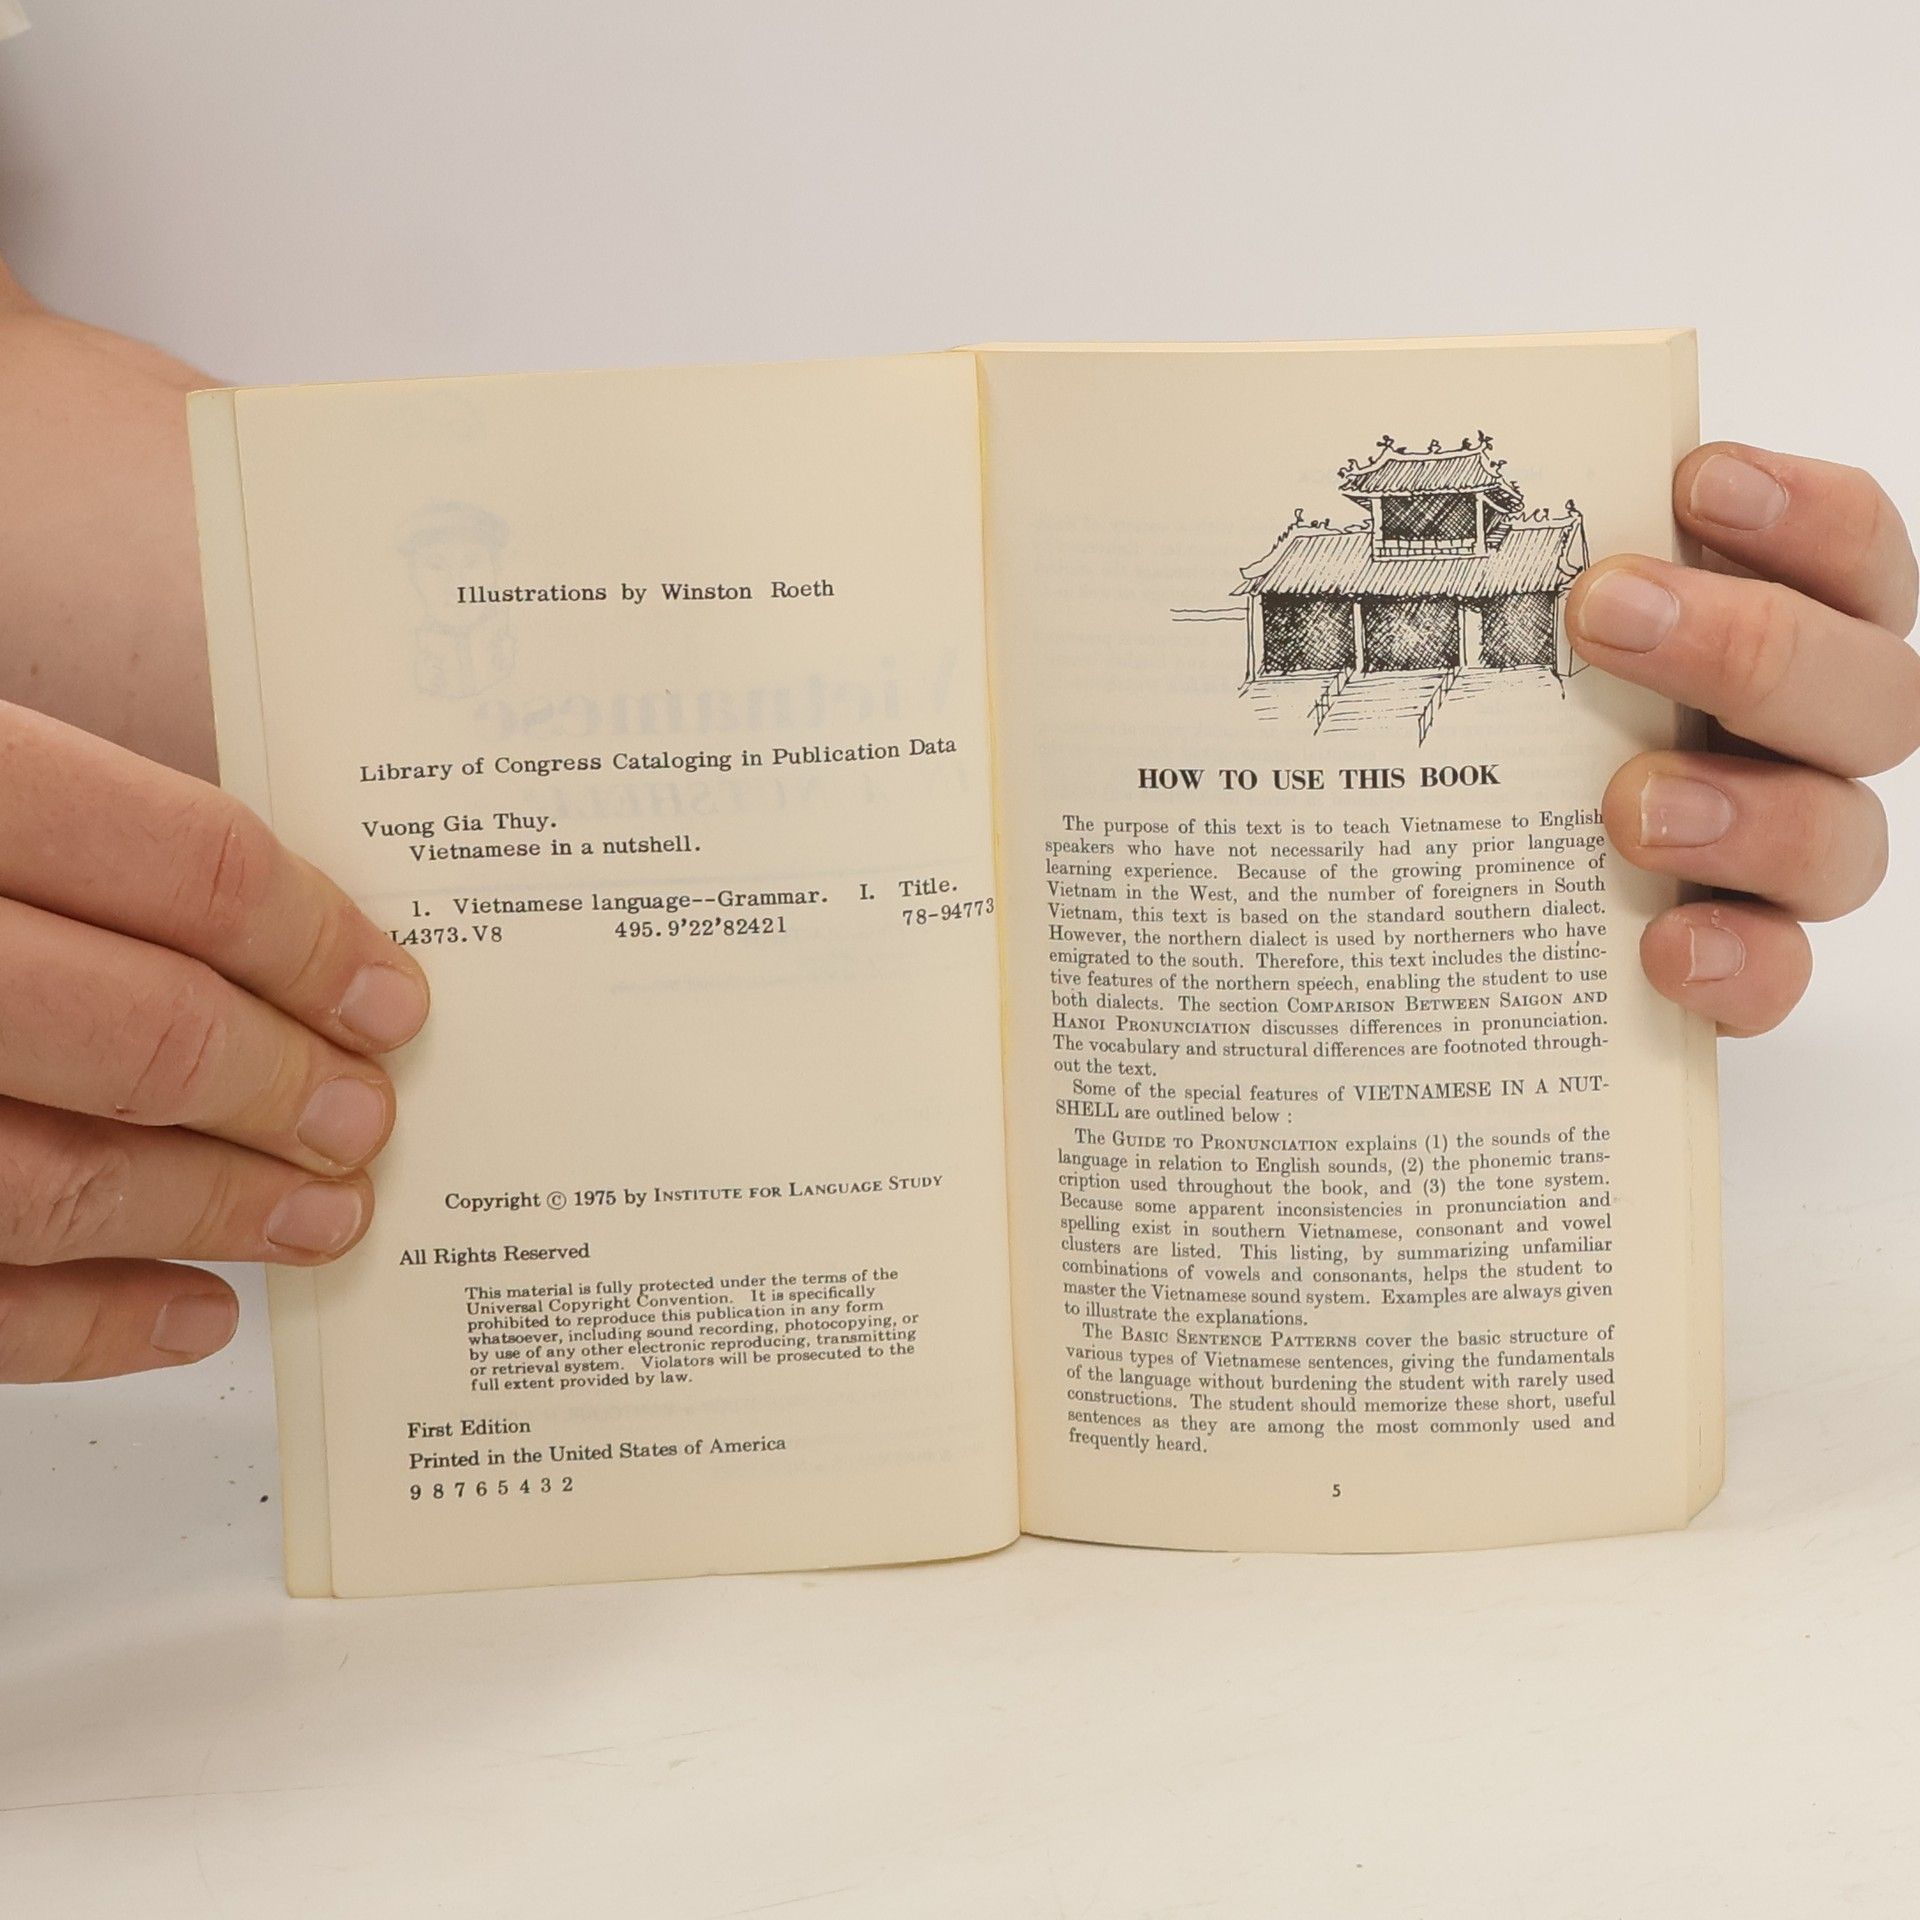 Illustrations by Winston Roeth
Library of Congress Cataloging in Publication Data
Vuong Gia Thuy.
Vietnamese in a nutshell.
1. Vietnamese language--Grammar. I. Title.
L4373.V8 495.9'22'82421 78-94773
Copyright © 1975 by INSTITUTE FOR LANGUAGE STUDY
All Rights Reserved
This material is fully protected under the terms of the
Universal Copyright Convention. It is specifically
prohibited to reproduce this publication in any form
whatsoever, including sound recording, photocopying, or
by use of any other electronic reproducing, transmitting
or retrieval system. Violators will be prosecuted to the
full extent provided by law.
First Edition
Printed in the United States of America
9 8 7 6 5 4 3 2
HOW TO USE THIS BOOK
The purpose of this text is to teach Vietnamese to English
speakers who have not necessarily had any prior language
learning experience. Because of the growing prominence of
Vietnam in the West, and the number of foreigners in South
Vietnam, this text is based on the standard southern dialect.
However, the northern dialect is used by northerners who have
emigrated to the south. Therefore, this text includes the distinc-
tive features of the northern speech, enabling the student to use
both dialects. The section COMPARISON BETWEEN SAIGON AND
HANOI PRONUNCIATION discusses differences in pronunciation.
The vocabulary and structural differences are footnoted through-
out the text.
Some of the special features of VIETNAMESE IN A NUT-
SHELL are outlined below :
The GUIDE TO PRONUNCIATION explains (1) the sounds of the
language in relation to English sounds, (2) the phonemic trans-
cription used throughout the book, and (3) the tone system.
Because some apparent inconsistencies in pronunciation and
spelling exist in southern Vietnamese, consonant and vowel
clusters are listed. This listing, by summarizing unfamiliar
combinations of vowels and consonants, helps the student to
master the Vietnamese sound system. Examples are always given
to illustrate the explanations.
The BASIC SENTENCE PATTERNS cover the basic structure of
various types of Vietnamese sentences, giving the fundamentals
of the language without burdening the student with rarely used
constructions. The student should memorize these short, useful
sentences as they are among the most commonly used and
frequently heard.
5